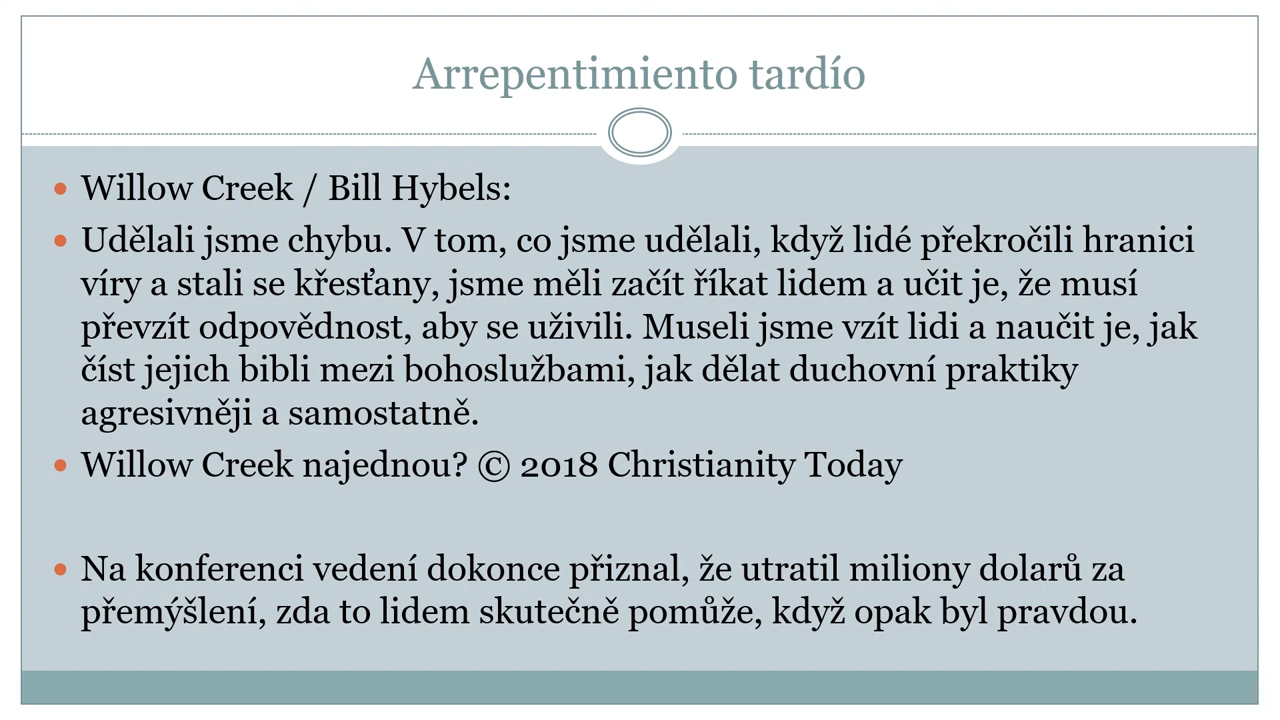 Arrepentimiento tardío
Willow Creek / Bill Hybels:
Udělali jsme chybu. V tom, co jsme udělali, když lidé překročili hranici
víry a stali se křesťany, jsme měli začít říkat lidem a učit je, že musí
převzít odpovědnost, aby se uživili. Museli jsme vzít lidi a naučit je, jak
číst jejich bibli mezi bohoslužbami, jak dělat duchovní praktiky
agresivněji a samostatně.
Willow Creek najednou? © 2018 Christianity Today
Na konferenci vedení dokonce přiznal, že utratil miliony dolarů za
přemýšlení, zda to lidem skutečně pomůže, když opak byl pravdou.